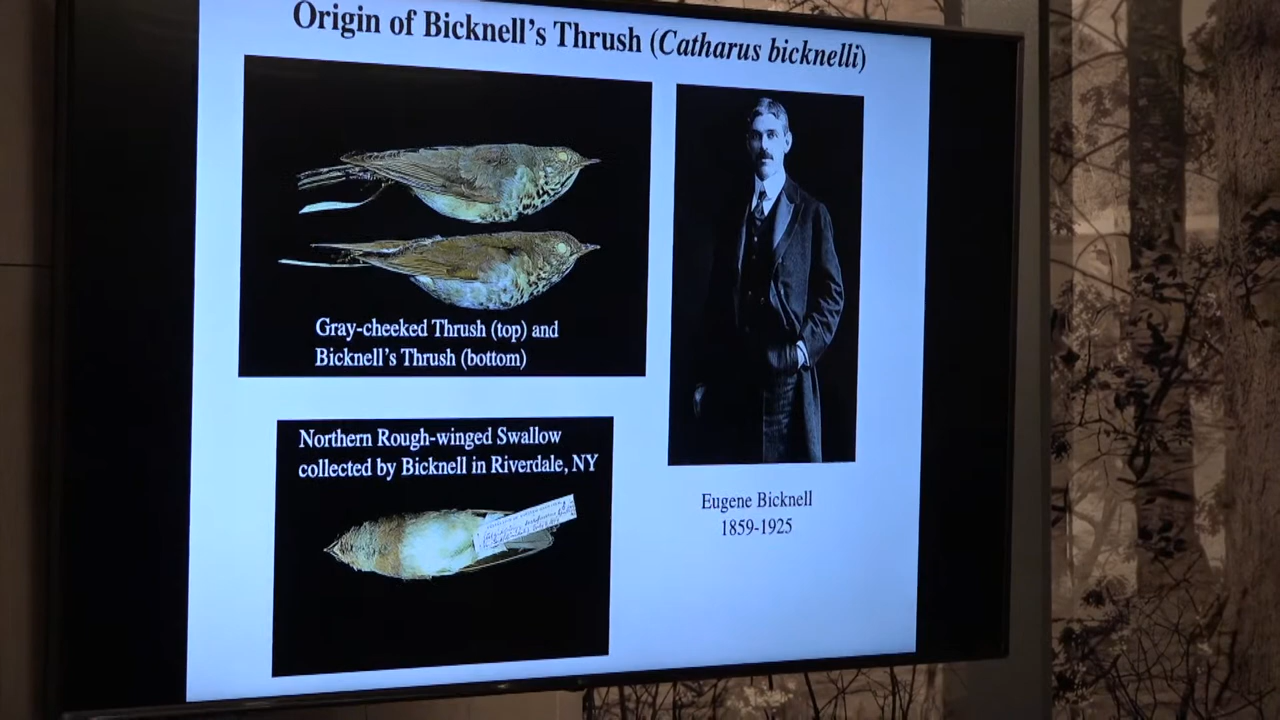 Origin of Bicknell's Thrush (Catharus bicknelli)
Gray-cheeked Thrush (top) and
Bicknell's Thrush (bottom)
Northern Rough-winged Swallow
collected by Bicknell in Riverdale, NY
Eugene Bicknell
1859-1925